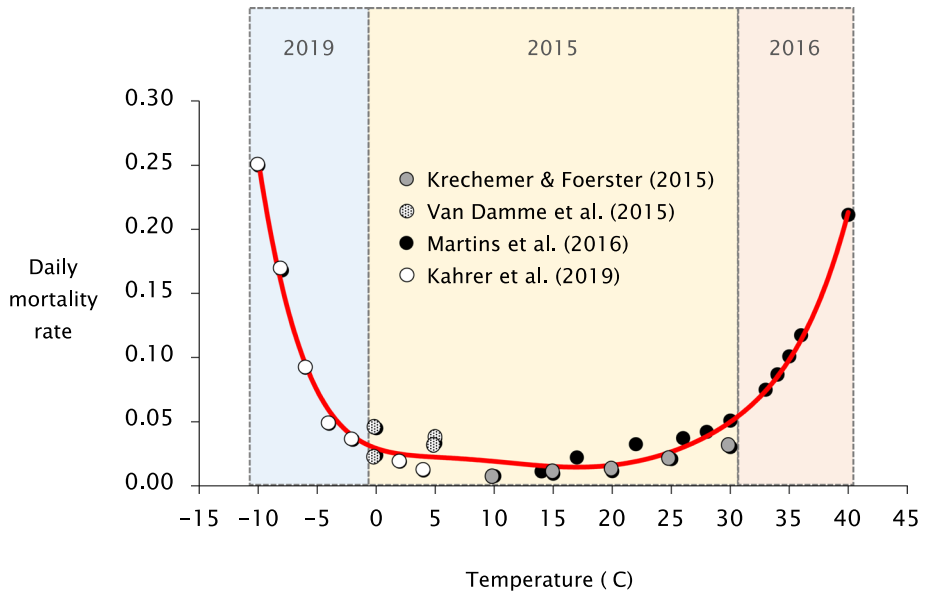 2019 2015 2016
0.30
0.25
0.20
0.15
0.10
0.05
0.00
Daily
mortality
rate
Krechemer & Foerster (2015)
Van Damme et al. (2015)
Martins et al. (2016)
Kahrer et al. (2019)
−15 −10 −5 0 5 10 15 20 25 30 35 40 45
Temperature ( C)